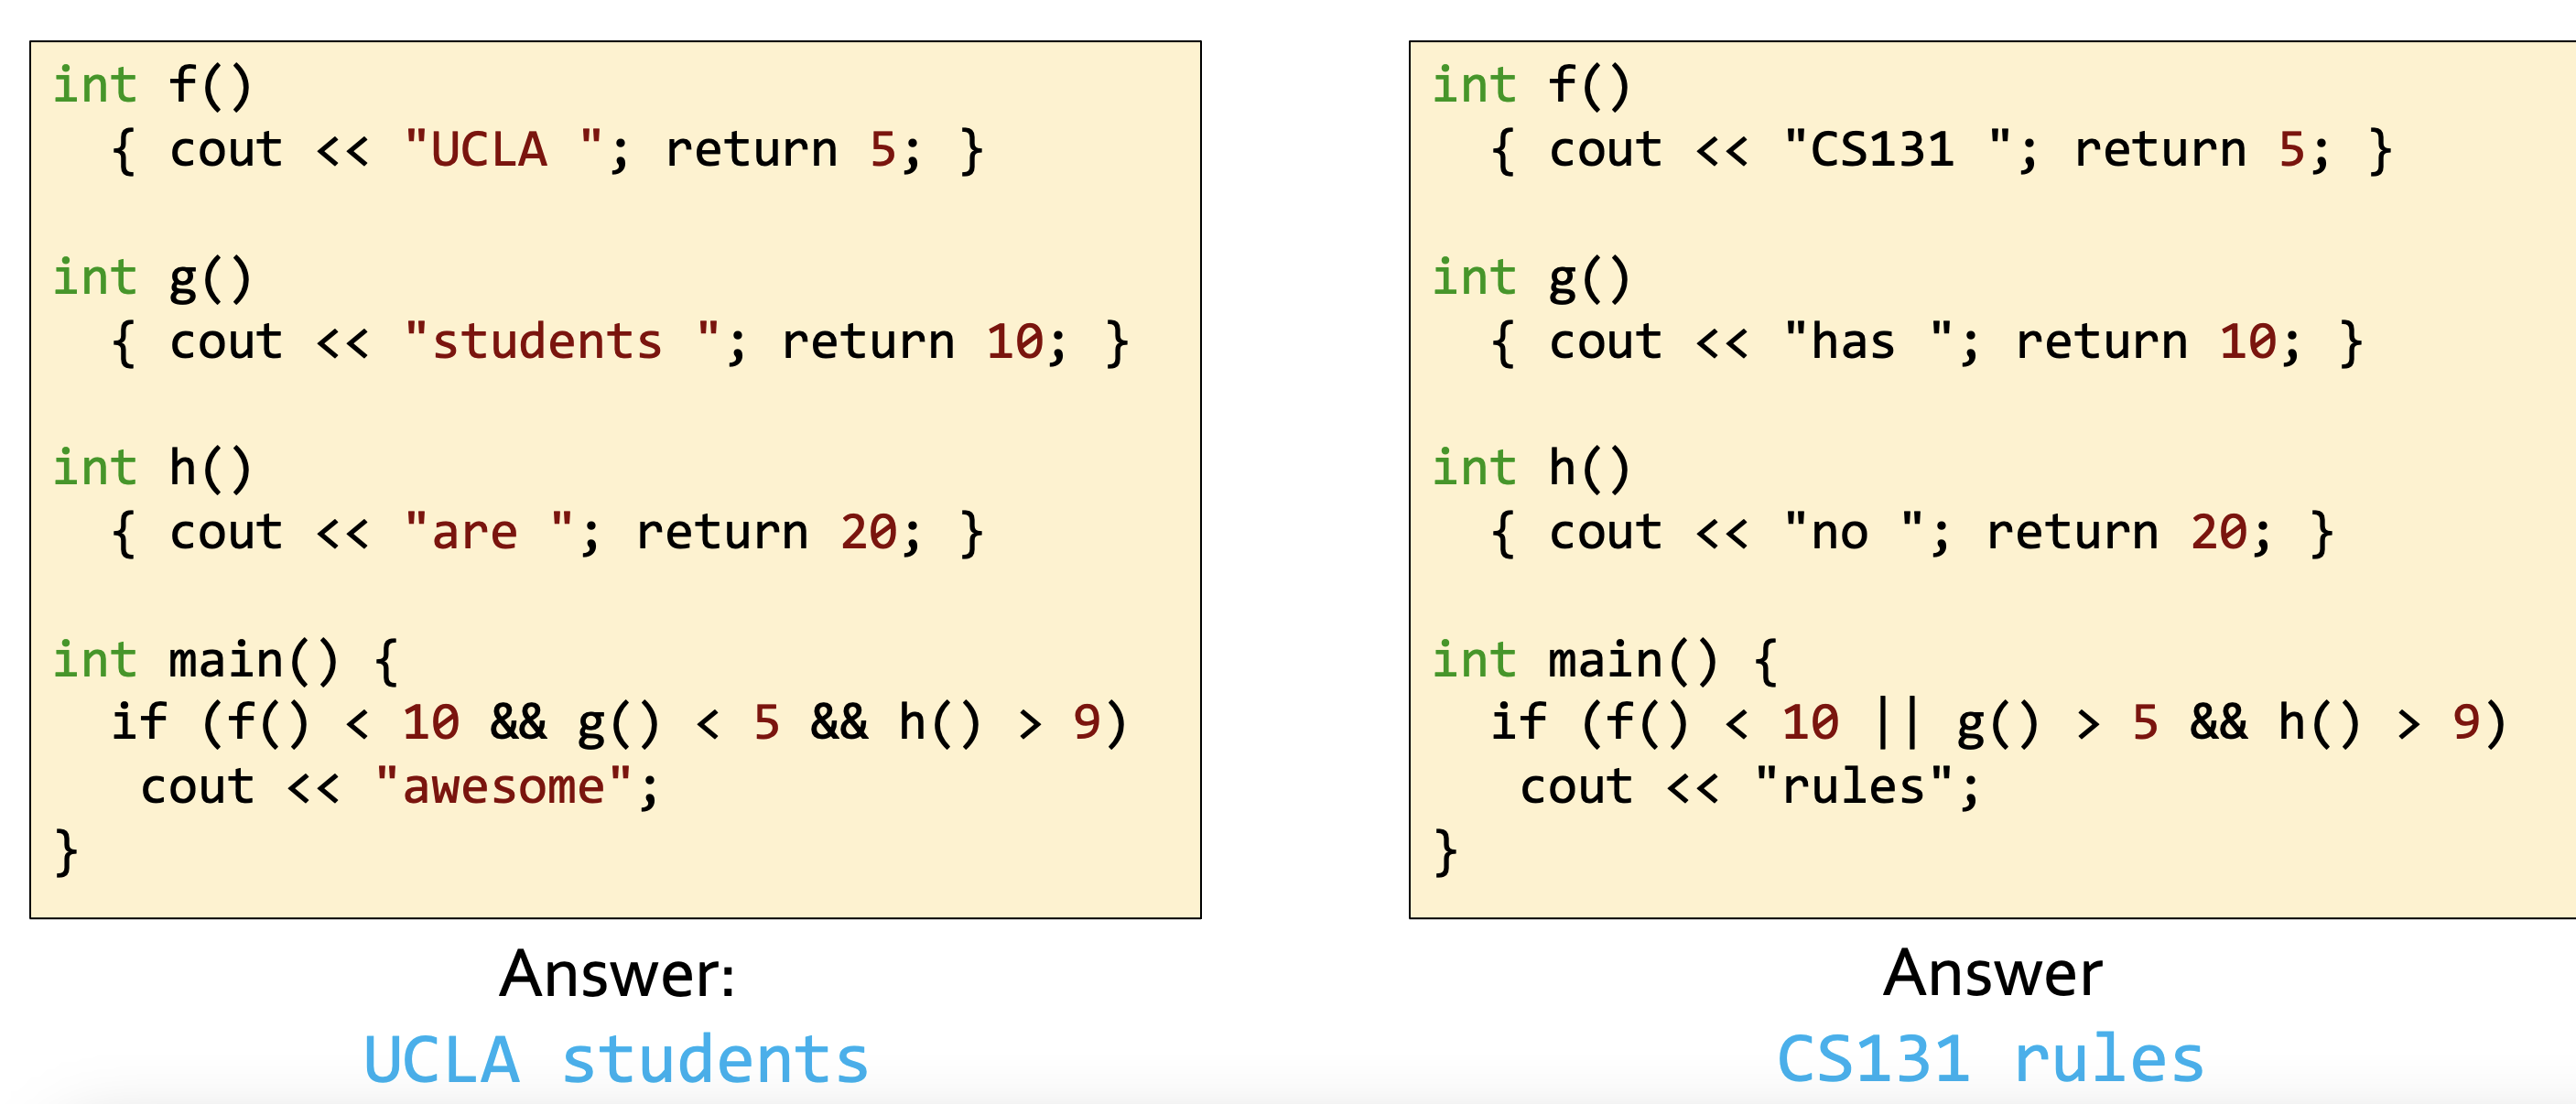 int f()
  { cout << "UCLA "; return 5; }

int g()
  { cout << "students "; return 10; }

int h()
  { cout << "are "; return 20; }

int main() {
  if (f() < 10 && g() < 5 && h() > 9)
   cout << "awesome";
}
Answer:
UCLA students
int f()
  { cout << "CS131 "; return 5; }

int g()
  { cout << "has "; return 10; }

int h()
  { cout << "no "; return 20; }

int main() {
  if (f() < 10 || g() > 5 && h() > 9)
   cout << "rules";
}
Answer
CS131 rules